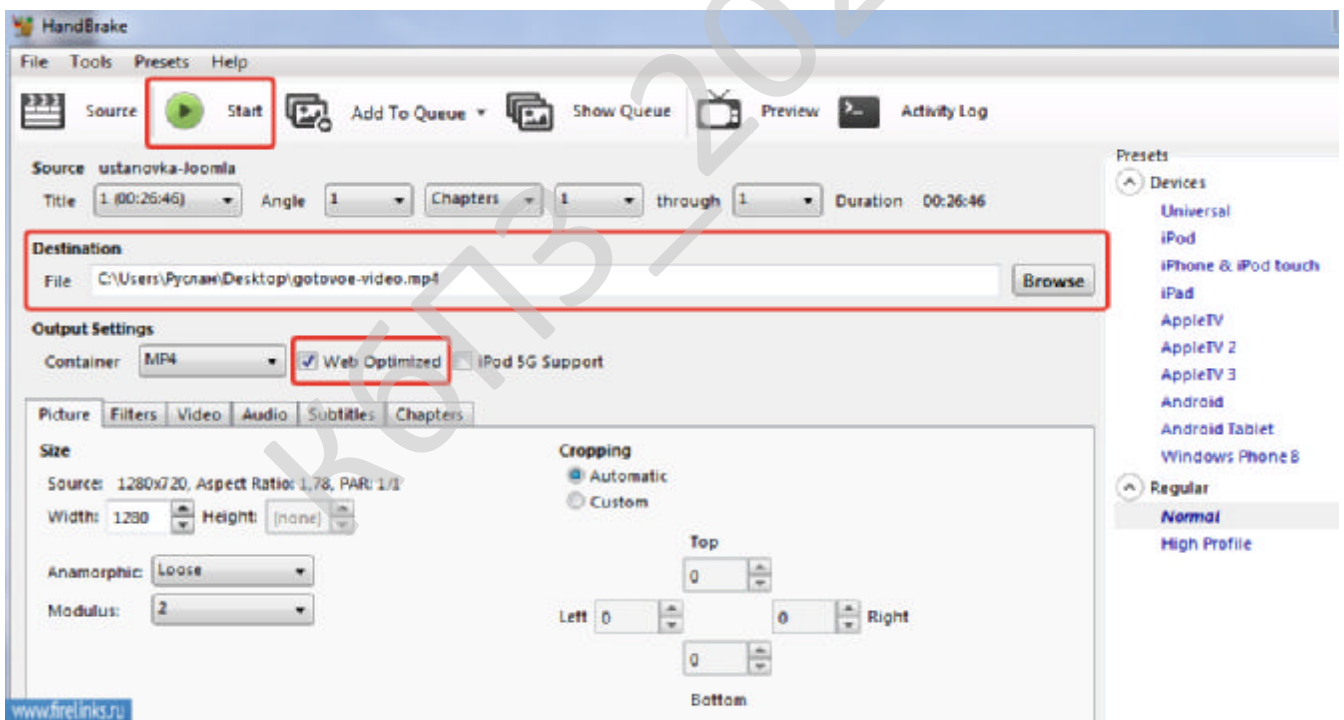 HandBrake
File Tools Presets Help
Source Start Add To Queue Show Queue Preview Activity Log
Source ustanovka-Joomla
Title 1 (00:26:46) Angle 1 Chapters 1 through 1 Duration 00:26:46
Destination
File C:\Users\Руслан\Desktop\gotovoe-video.mp4 Browse
Output Settings
Container MP4 Web Optimized iPod 5G Support
Picture Filters Video Audio Subtitles Chapters
Size
Source: 1280x720, Aspect Ratio: 1,78, PAR: 1/1
Width: 1280 Height: (none)
Anamorphic: Loose
Modulus: 2
Cropping
Automatic
Custom
Top
0
Left 0 0 Right
0
Bottom
Presets
Devices
Universal
iPod
iPhone & iPod touch
iPad
AppleTV
AppleTV 2
AppleTV 3
Android
Android Tablet
Windows Phone 8
Regular
Normal
High Profile
www.firelinks.ru